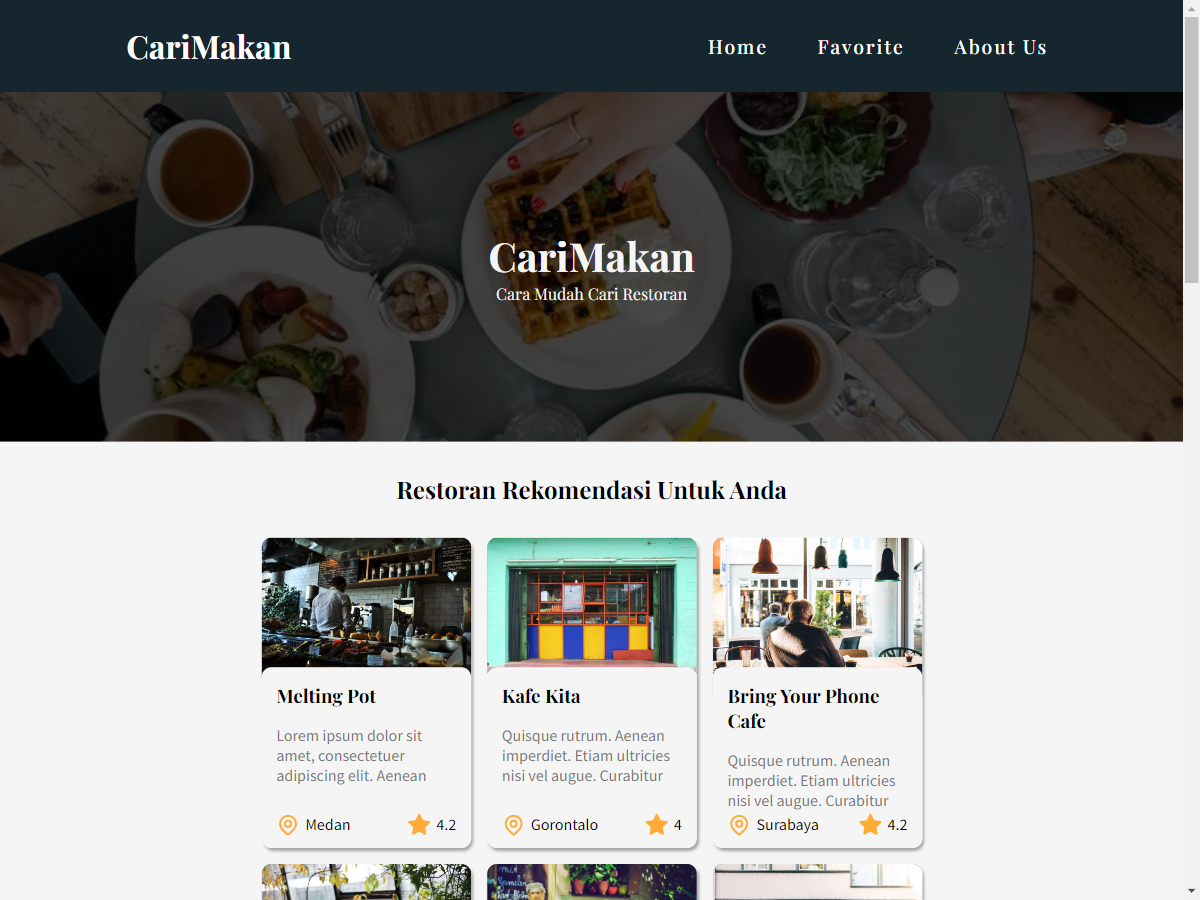 CariMakan
Home
Favorite
About Us
CariMakan
Cara Mudah Cari Restoran
Restoran Rekomendasi Untuk Anda
Melting Pot
Lorem ipsum dolor sit
amet, consectetuer
adipiscing elit. Aenean
Medan
4.2
Kafe Kita
Quisque rutrum. Aenean
imperdiet. Etiam ultricies
nisi vel augue. Curabitur
Gorontalo
4
Bring Your Phone
Cafe
Quisque rutrum. Aenean
imperdiet. Etiam ultricies
nisi vel augue. Curabitur
Surabaya
4.2